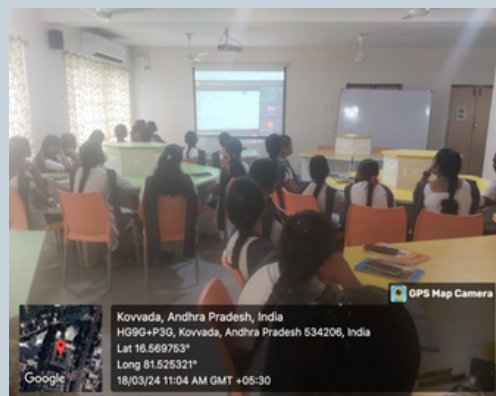 GPS Map Camera
Kovvada, Andhra Pradesh, India
HG9G+P3G, Kovvada, Andhra Pradesh 534206, India
Lat 16.569753°
Long 81.525321°
18/03/24 11:04 AM GMT +05:30
Google